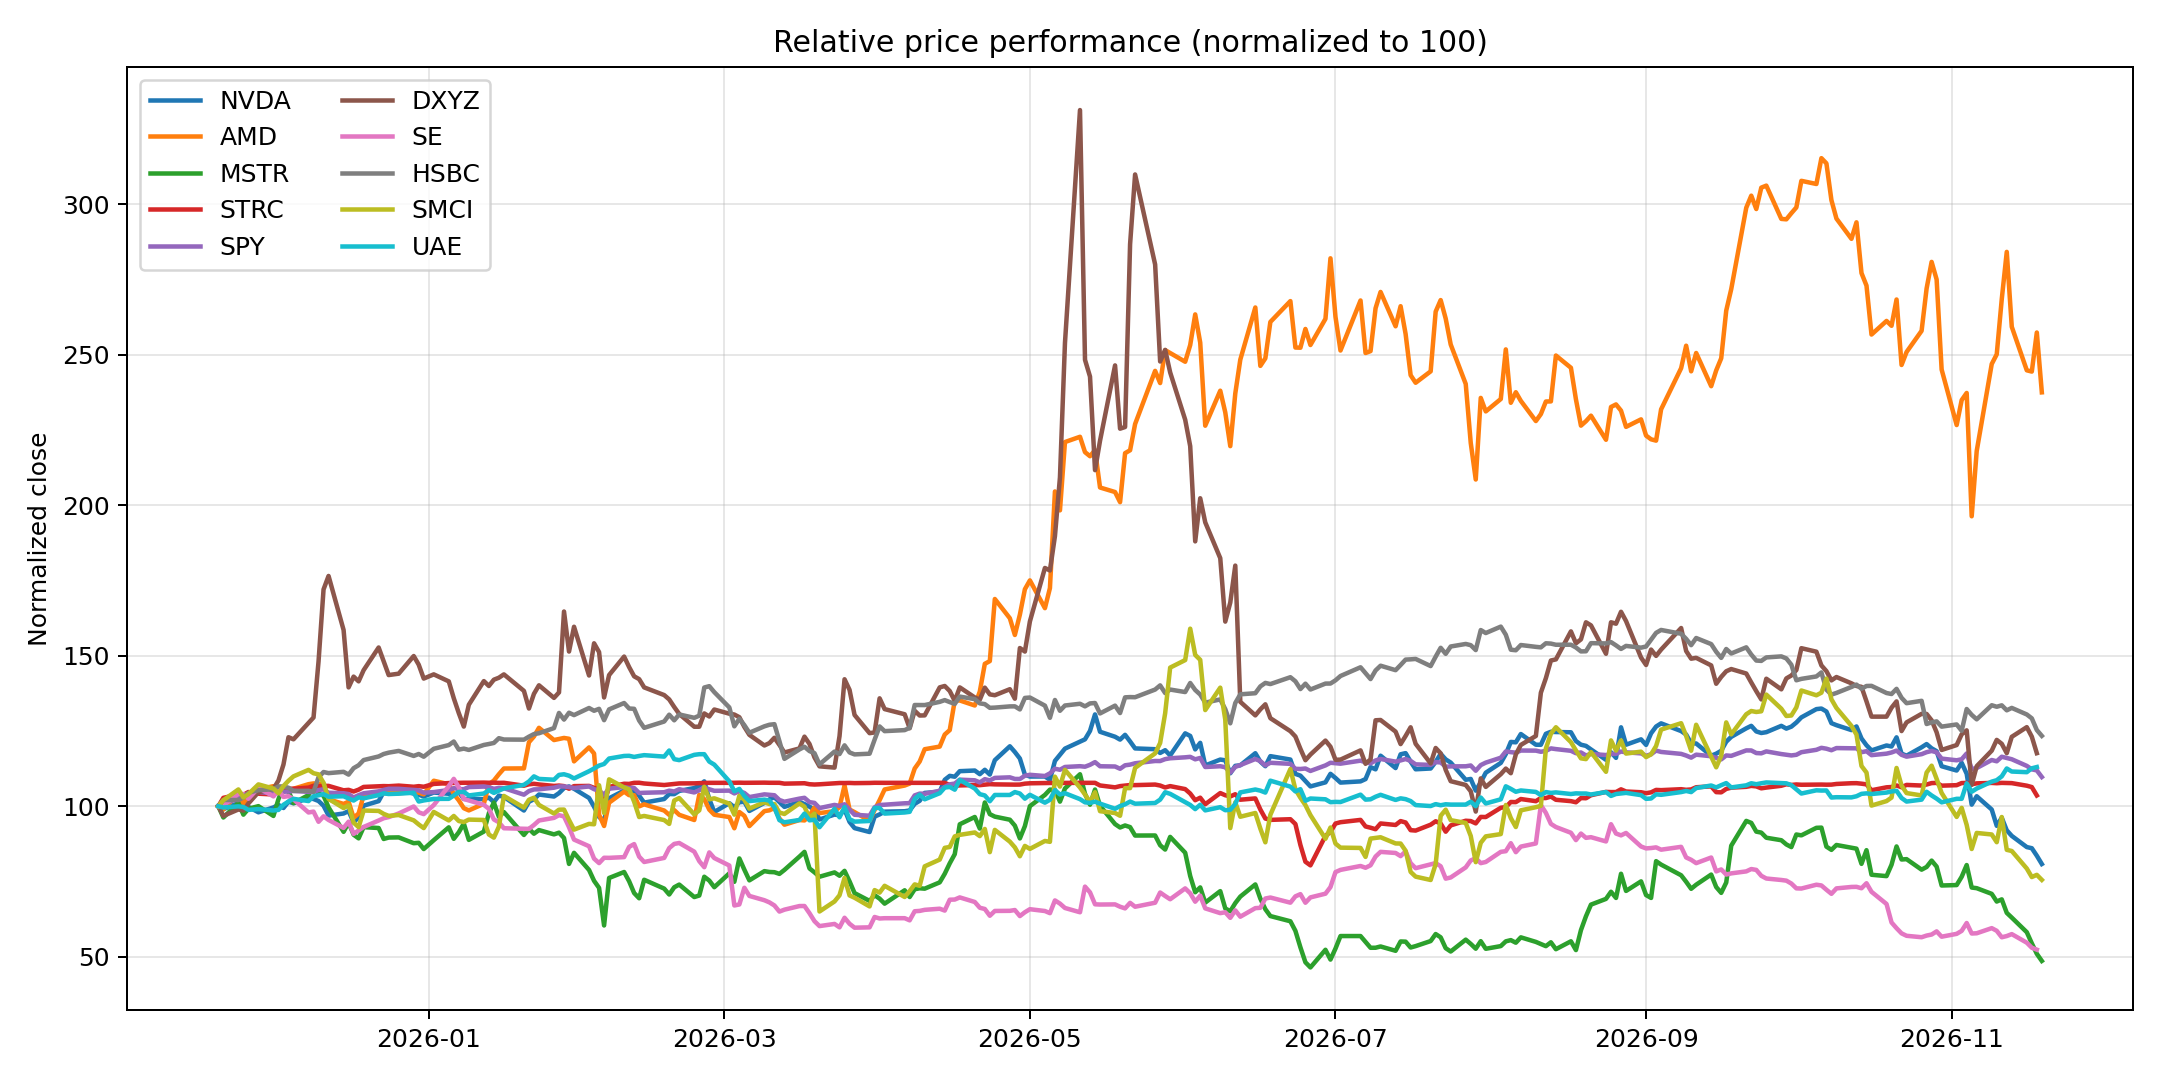 Relative price performance (normalized to 100)
NVDA
AMD
MSTR
STRC
SPY
DXYZ
SE
HSBC
SMCI
UAE
Normalized close
300
250
200
150
100
50
2026-01
2026-03
2026-05
2026-07
2026-09
2026-11